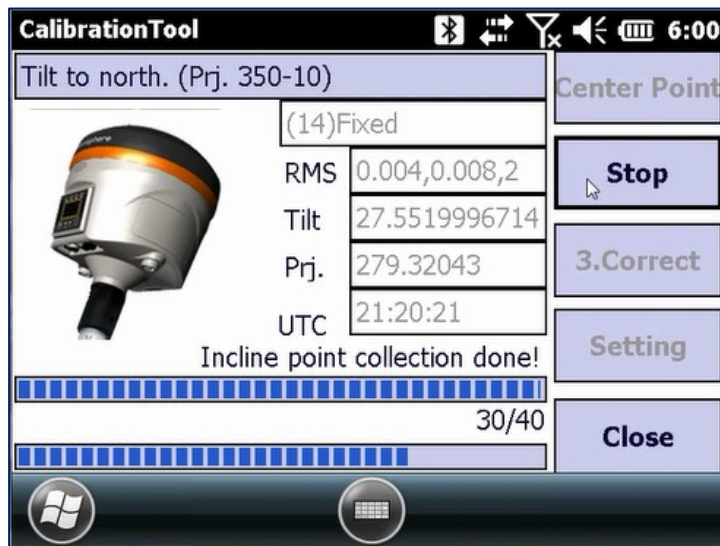 CalibrationTool 6:00
Tilt to north. (Prj. 350-10)
Center Point
(14)Fixed
RMS 0.004,0.008,2
Stop
Tilt 27.5519996714
Prj. 279.32043
3.Correct
UTC 21:20:21
Setting
Incline point collection done!
30/40
Close